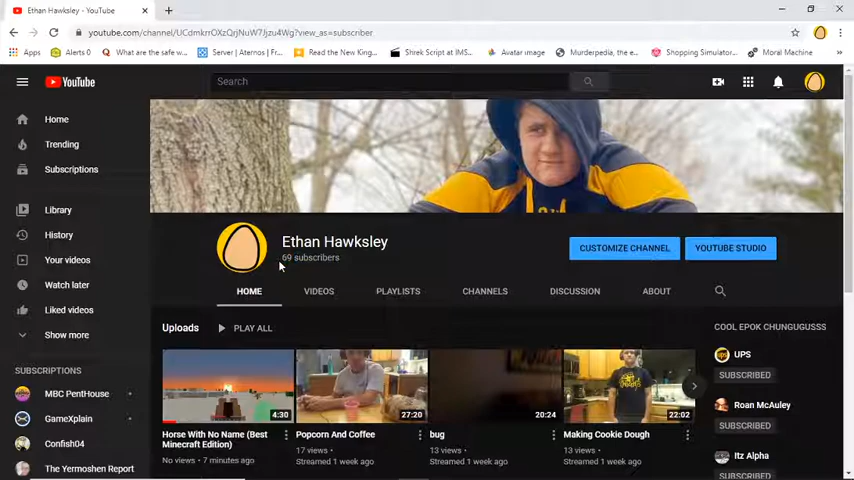 Ethan Hawksley - YouTube
youtube.com/channel/UCdmkrrOXzQrjNuW7Jjzu4Wg?view_as=subscriber
Apps Alerts 0 What are the safe w... Server | Aternos | F... Read the New King... Shrek Script at IMS... Avatar image Murderpedia, the e... Shopping Simulator... Moral Machine
YouTube
Search
Home
Trending
Subscriptions
Library
History
Your videos
Watch later
Liked videos
Show more
SUBSCRIPTIONS
MBC PentHouse
GameXplain
Confish04
The Yermoshen Report
Ethan Hawksley
69 subscribers
CUSTOMIZE CHANNEL YOUTUBE STUDIO
HOME VIDEOS PLAYLISTS CHANNELS DISCUSSION ABOUT
Uploads PLAY ALL
4:30
Horse With No Name (Best
Minecraft Edition)
No views • 7 minutes ago
27:20
Popcorn And Coffee
17 views •
Streamed 1 week ago
20:24
bug
13 views •
Streamed 1 week ago
22:02
Making Cookie Dough
13 views •
Streamed 1 week ago
COOL EPOK CHUNGUGUSSS
UPS
SUBSCRIBED
Roan McAuley
SUBSCRIBED
Itz Alpha
SUBSCRIBED